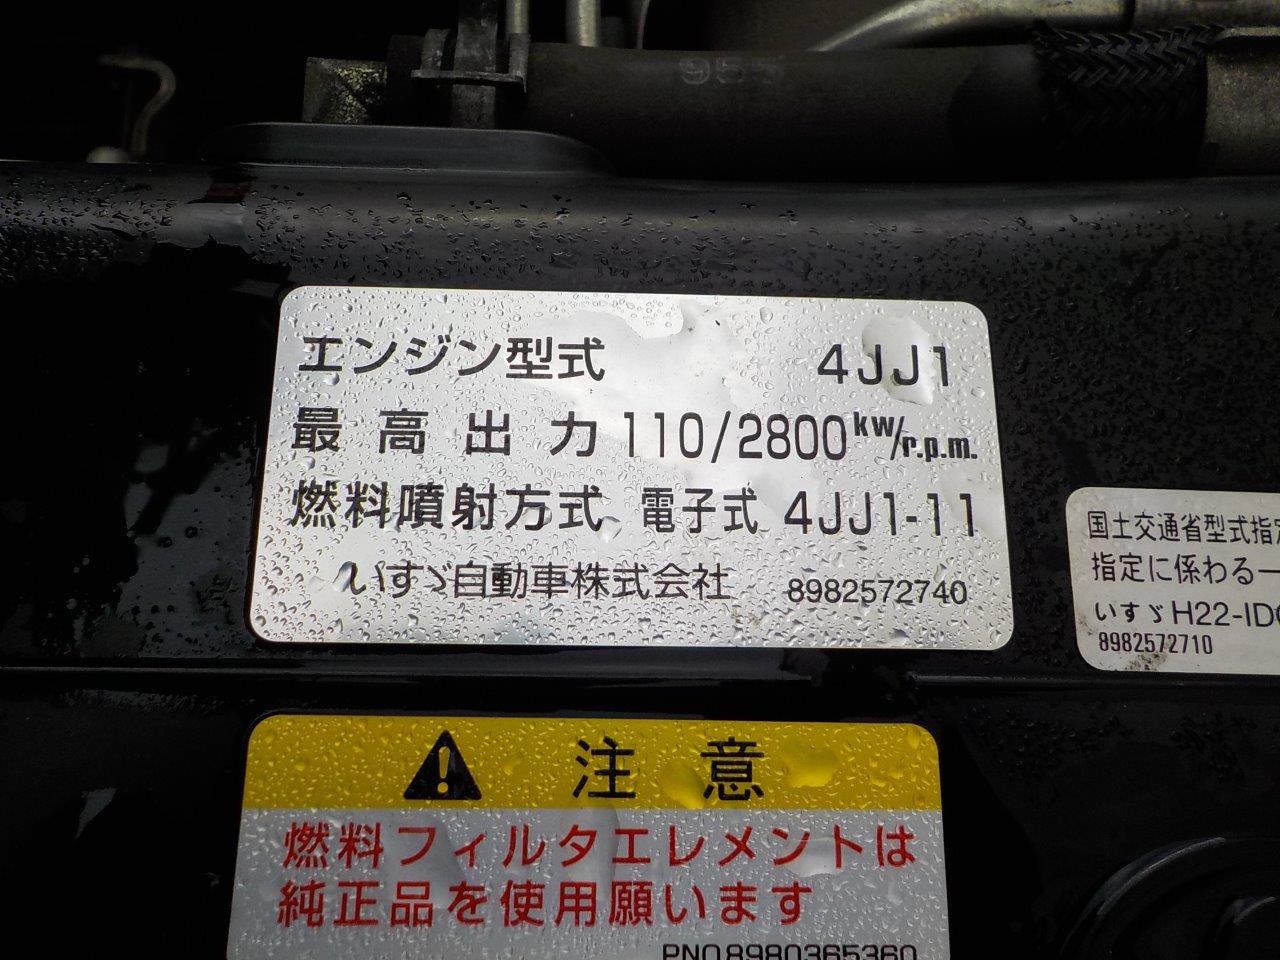 955
エンジン型式 4JJ1
最高出力 110/2800kW/r.p.m.
燃料噴射方式 電子式 4JJ1-11
いすゞ自動車株式会社 8982572740
国土交通省型式指
指定に係わる一
いすゞH22-ID
8982572710
注意
燃料フィルタエレメントは
純正品を使用願います
PNO.8980365360